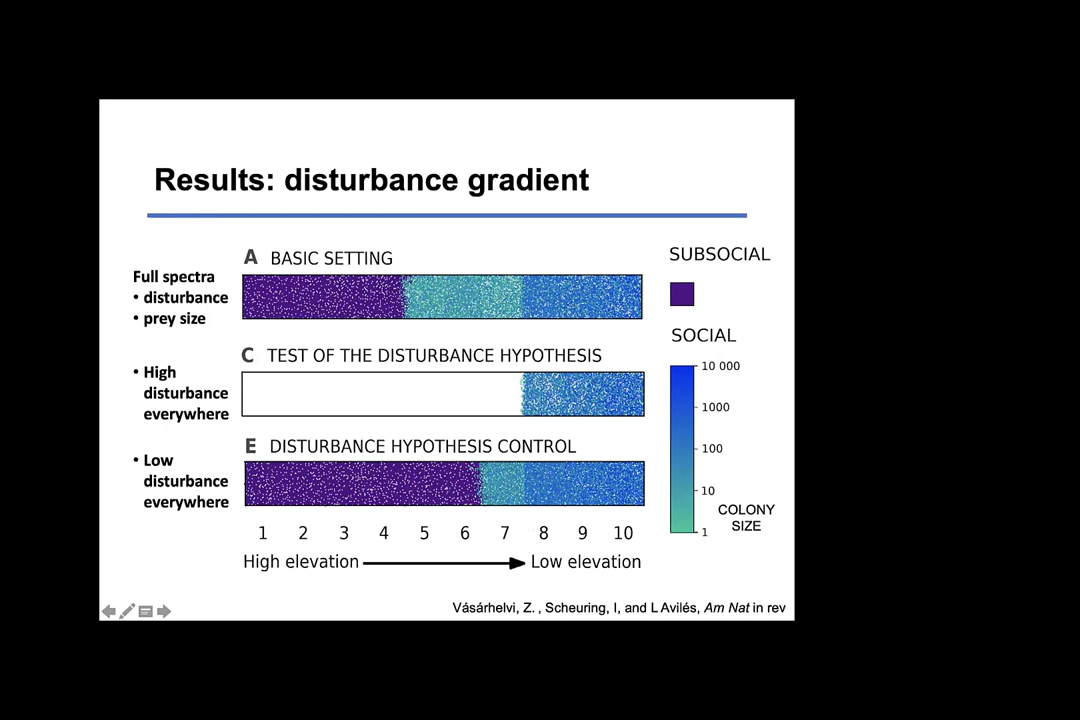 Results: disturbance gradient
A BASIC SETTING
Full spectra
• disturbance
• prey size
C TEST OF THE DISTURBANCE HYPOTHESIS
• High
disturbance
everywhere
E DISTURBANCE HYPOTHESIS CONTROL
• Low
disturbance
everywhere
1 2 3 4 5 6 7 8 9 10
High elevation Low elevation
SUBSOCIAL
SOCIAL
10 000
1000
100
10
1
COLONY
SIZE
Vásárhelvi, Z. , Scheuring, I, and L Avilés, Am Nat in rev